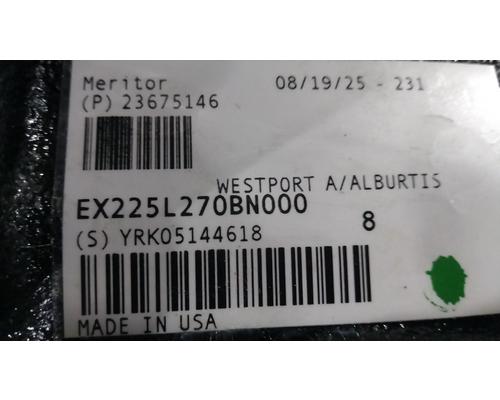 Meritor 08/19/25 - 231
(P) 23675146
WESTPORT A/ALBURTIS
EX225L270BN000
8
(S) YRK05144618
MADE IN USA